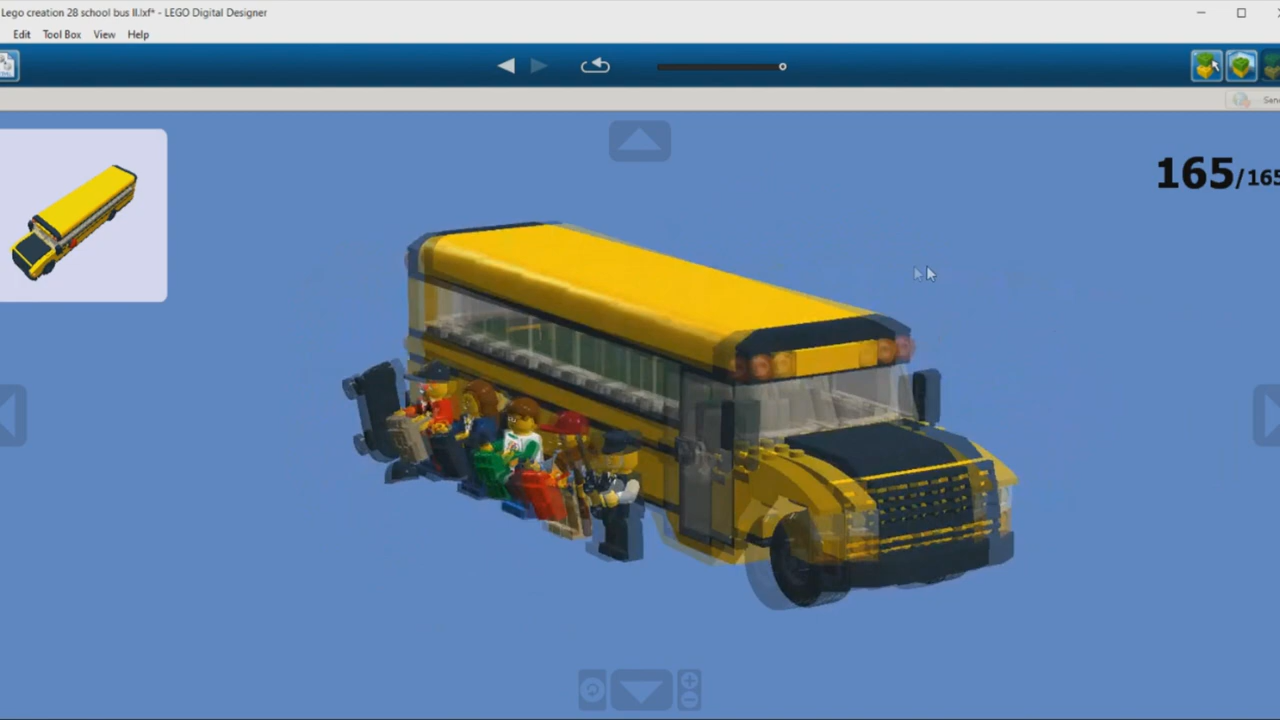 Lego creation 28 school bus II.lxf* - LEGO Digital Designer
Edit Tool Box View Help
165/165